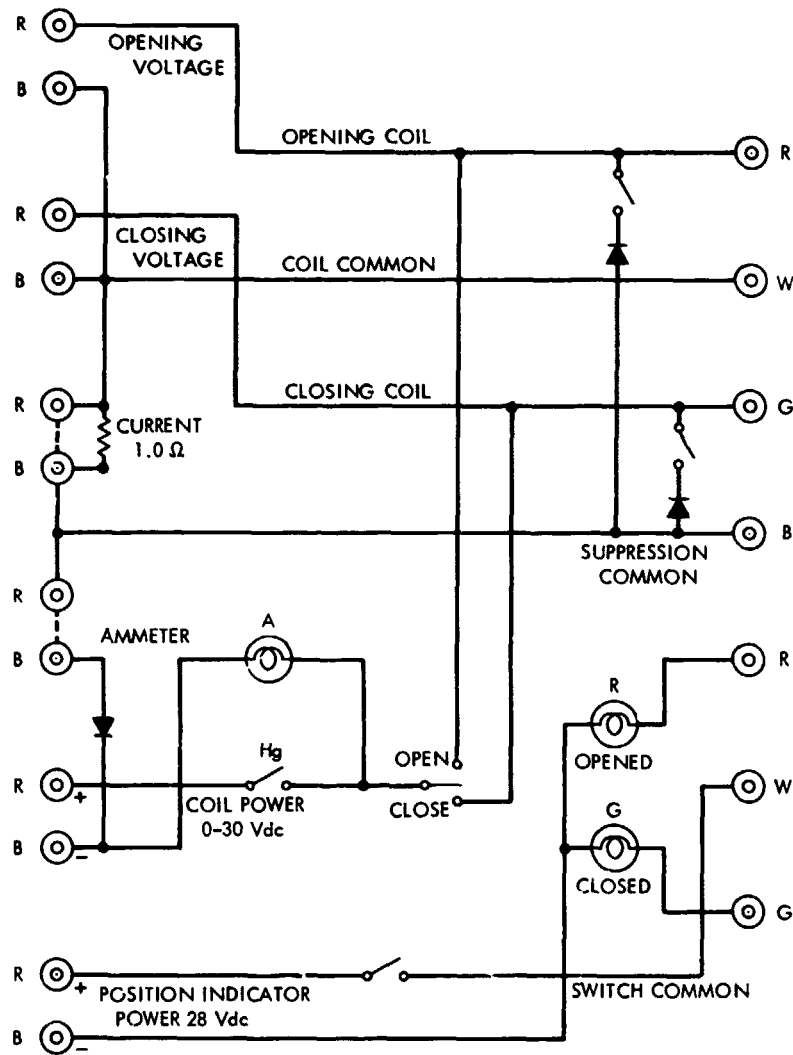 R
OPENING
VOLTAGE
B
OPENING COIL
R
R
CLOSING
VOLTAGE
B
COIL COMMON
W
R
CLOSING COIL
G
CURRENT
1.0 Ω
B
B
SUPPRESSION
COMMON
R
B
AMMETER
A
R
R
OPENED
Hg
OPEN
R
+
COIL POWER
0-30 Vdc
CLOSE
W
B
-
G
CLOSED
G
R
+
POSITION INDICATOR
POWER 28 Vdc
SWITCH COMMON
B
-